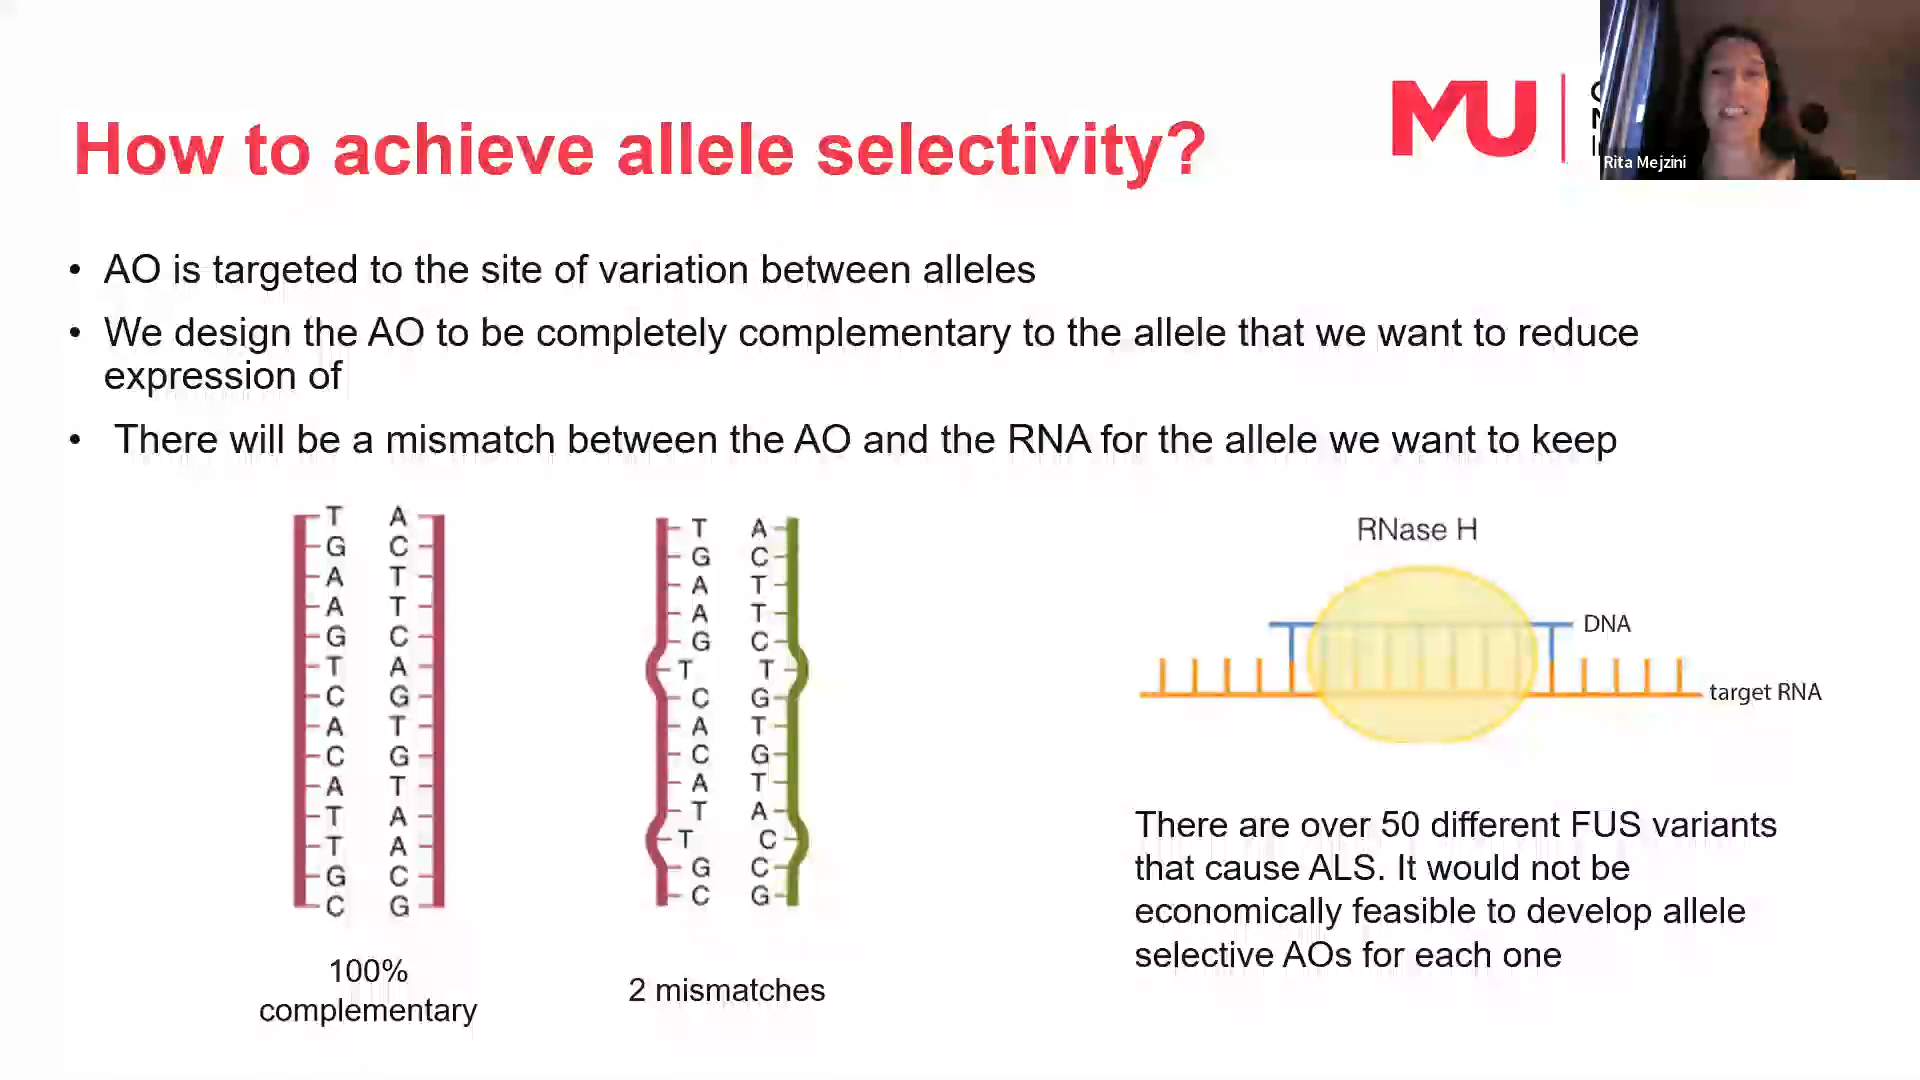 How to achieve allele selectivity?
MU
Rita Mejzini
• AO is targeted to the site of variation between alleles
• We design the AO to be completely complementary to the allele that we want to reduce
expression of
• There will be a mismatch between the AO and the RNA for the allele we want to keep
T A
G C
A T
A T
G C
T A
C G
A T
C G
A T
T A
T A
G C
C G
100%
complementary
T A
G C
A T
A T
G C
T T
C G
A T
C G
A T
T A
T C
G C
C G
2 mismatches
RNase H
DNA
target RNA
There are over 50 different FUS variants
that cause ALS. It would not be
economically feasible to develop allele
selective AOs for each one